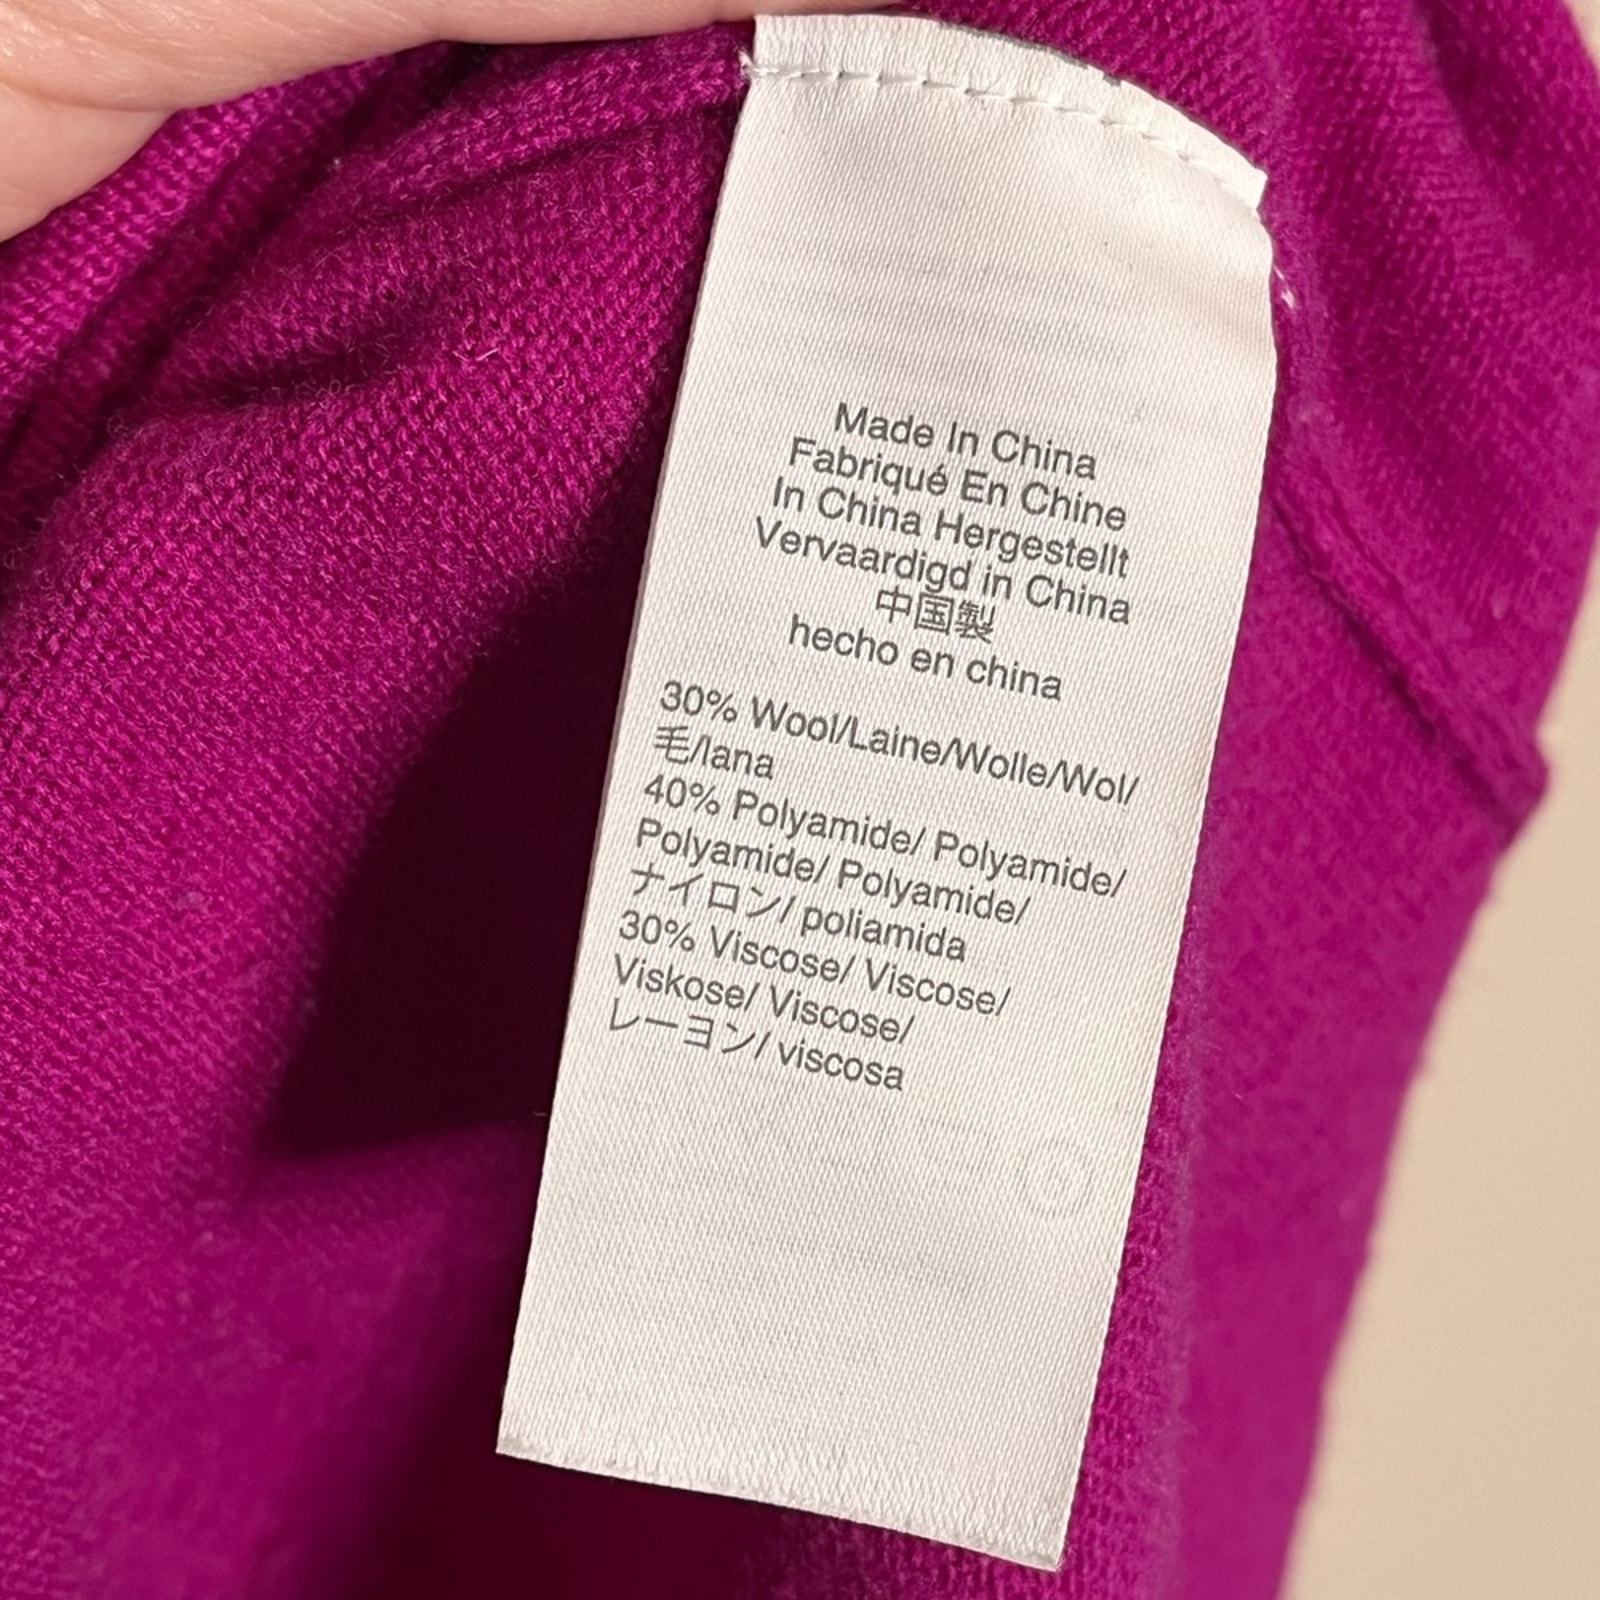 Made In China
Fabriqué En Chine
In China Hergestellt
Vervaardigd in China
中国製
hecho en china
30% Wool/Laine/Wolle/Wol/
毛/lana
40% Polyamide/ Polyamide/
Polyamide/ Polyamide/
ナイロン/ poliamida
30% Viscose/ Viscose/
Viskose/ Viscose/
レーヨン/ viscosa